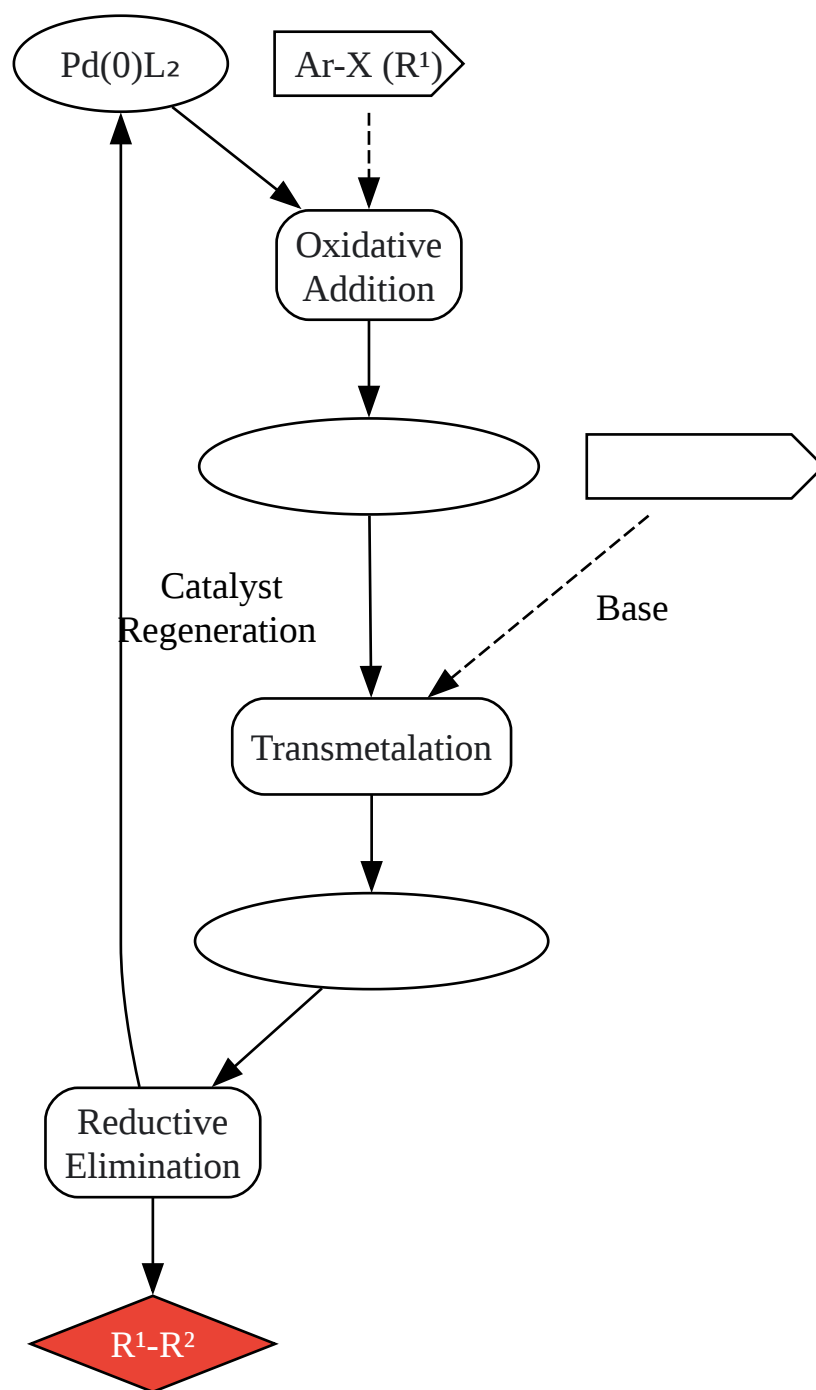 Pd(0)L₂
Ar-X (R¹)
Oxidative
Addition
Catalyst
Regeneration
Base
Transmetalation
Reductive
Elimination
R¹-R²